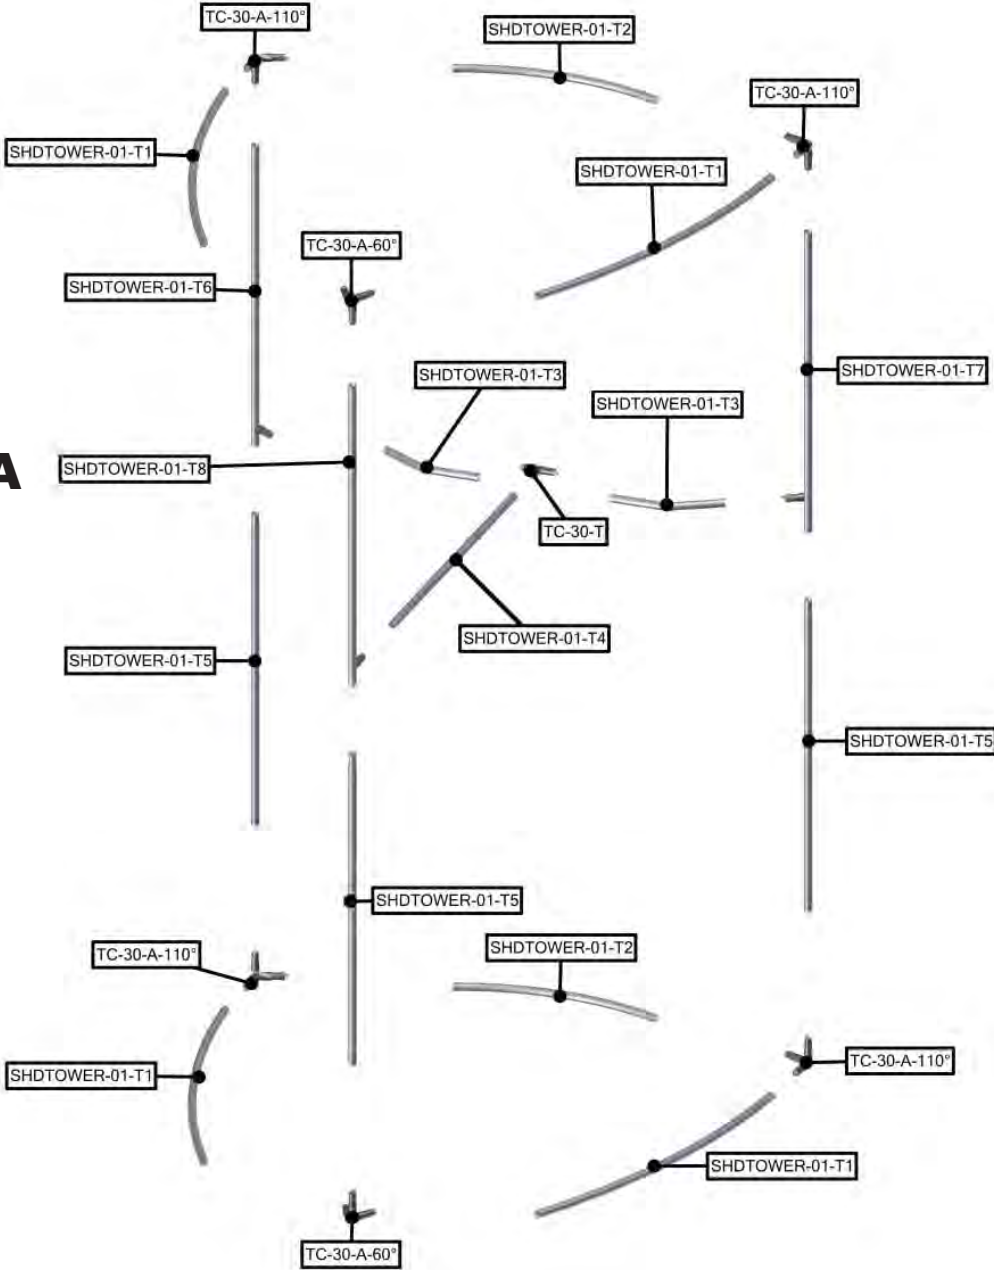 TC-30-A-110°
SHDTOWER-01-T2
TC-30-A-110°
SHDTOWER-01-T1
SHDTOWER-01-T1
TC-30-A-60°
SHDTOWER-01-T6
SHDTOWER-01-T7
SHDTOWER-01-T3
SHDTOWER-01-T3
A
SHDTOWER-01-T8
TC-30-T
SHDTOWER-01-T4
SHDTOWER-01-T5
SHDTOWER-01-T5
SHDTOWER-01-T5
SHDTOWER-01-T2
TC-30-A-110°
TC-30-A-110°
SHDTOWER-01-T1
SHDTOWER-01-T1
TC-30-A-60°